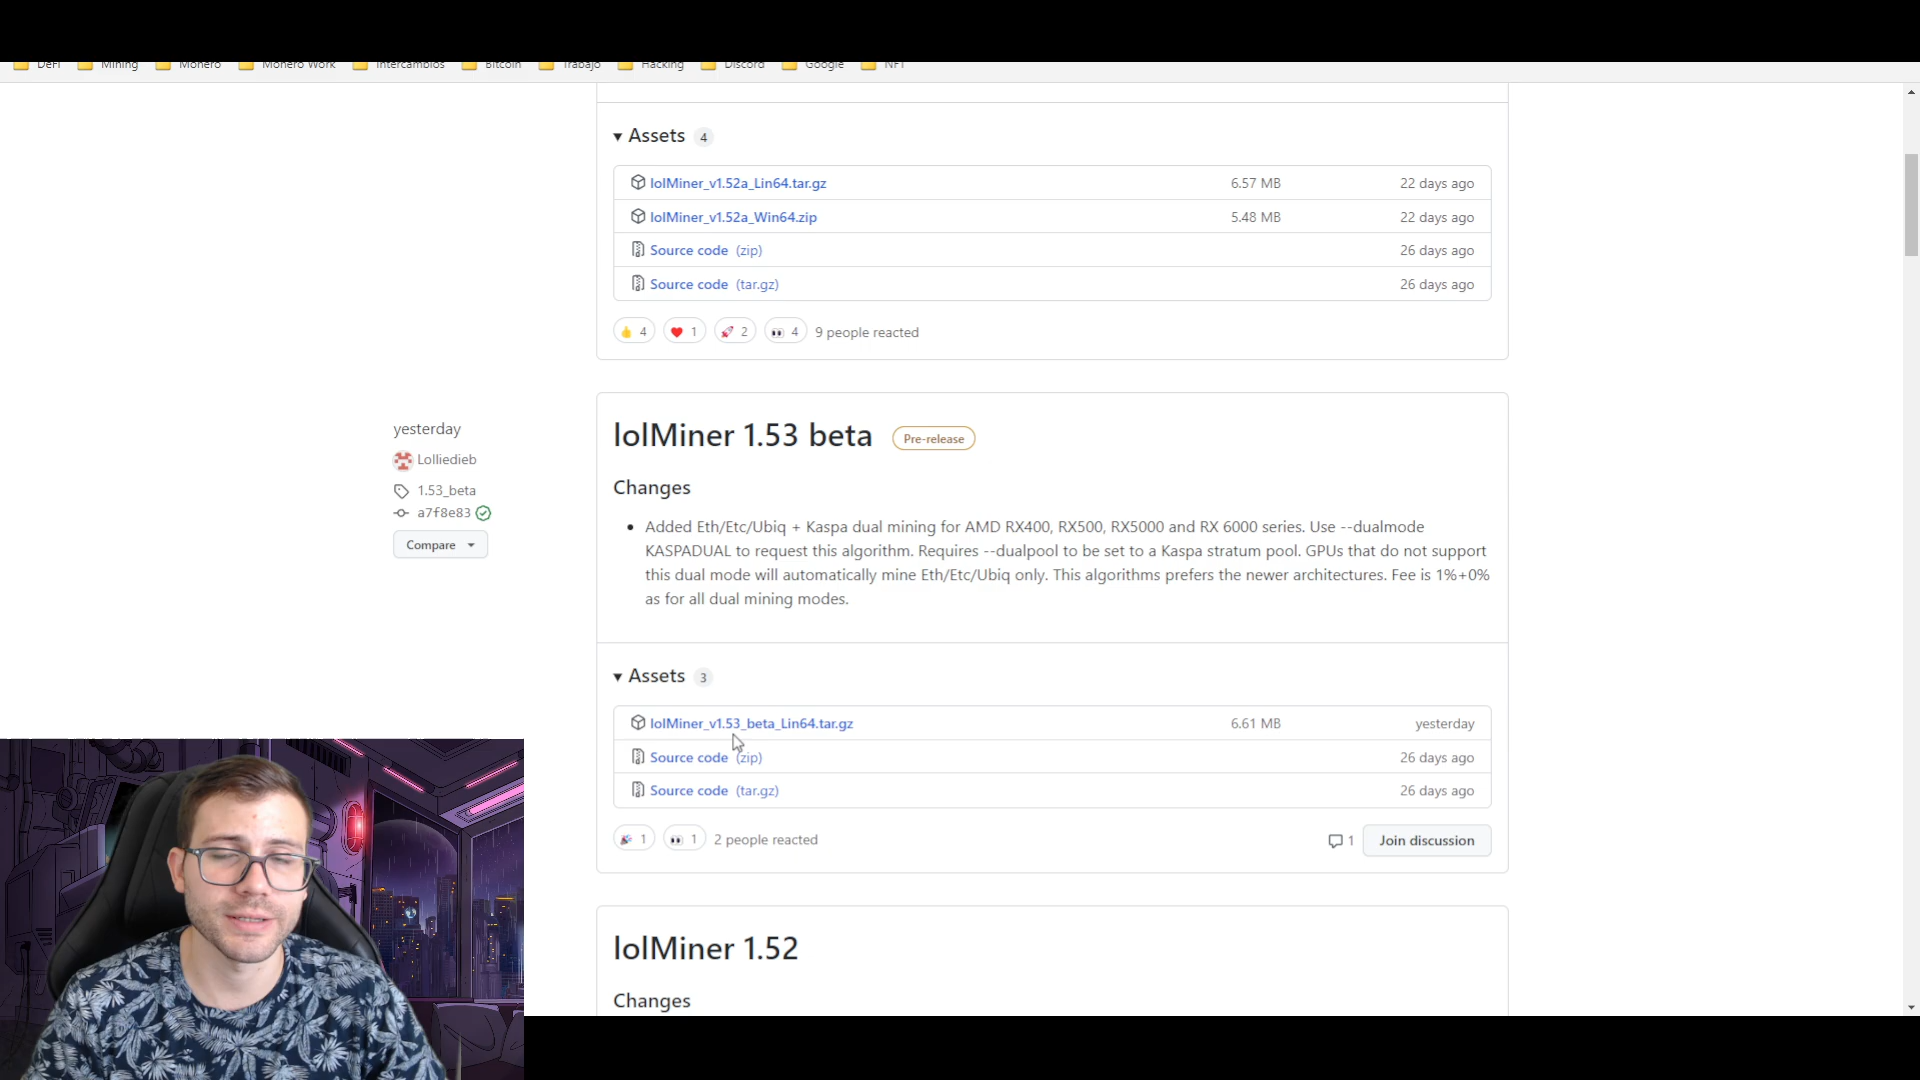 DeFi Mining Monero Monero Work Intercambios Bitcoin Trabajo Hacking Discord Google NFT
Assets 4
lolMiner_v1.52a_Lin64.tar.gz 6.57 MB 22 days ago
lolMiner_v1.52a_Win64.zip 5.48 MB 22 days ago
Source code (zip) 26 days ago
Source code (tar.gz) 26 days ago
4 1 2 4 9 people reacted
yesterday
Lolliedieb
1.53_beta
a7f8e83
Compare
lolMiner 1.53 beta Pre-release
Changes
Added Eth/Etc/Ubiq + Kaspa dual mining for AMD RX400, RX500, RX5000 and RX 6000 series. Use --dualmode
KASPADUAL to request this algorithm. Requires --dualpool to be set to a Kaspa stratum pool. GPUs that do not support
this dual mode will automatically mine Eth/Etc/Ubiq only. This algorithms prefers the newer architectures. Fee is 1%+0%
as for all dual mining modes.
Assets 3
lolMiner_v1.53_beta_Lin64.tar.gz 6.61 MB yesterday
Source code (zip) 26 days ago
Source code (tar.gz) 26 days ago
1 1 2 people reacted 1 Join discussion
lolMiner 1.52
Changes